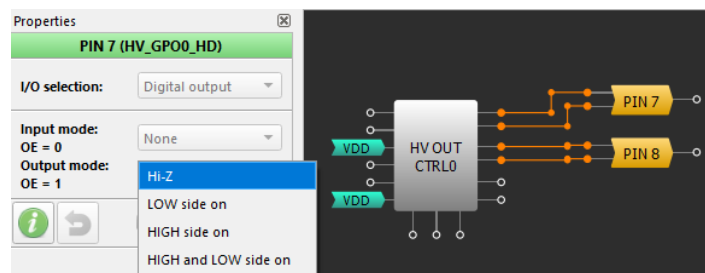 Properties
PIN 7 (HV_GPO0_HD)
I/O selection:
Digital output
Input mode:
OE = 0
None
Output mode:
OE = 1
Hi-Z
LOW side on
HIGH side on
HIGH and LOW side on
VDD
VDD
HV OUT
CTRL0
PIN 7
PIN 8